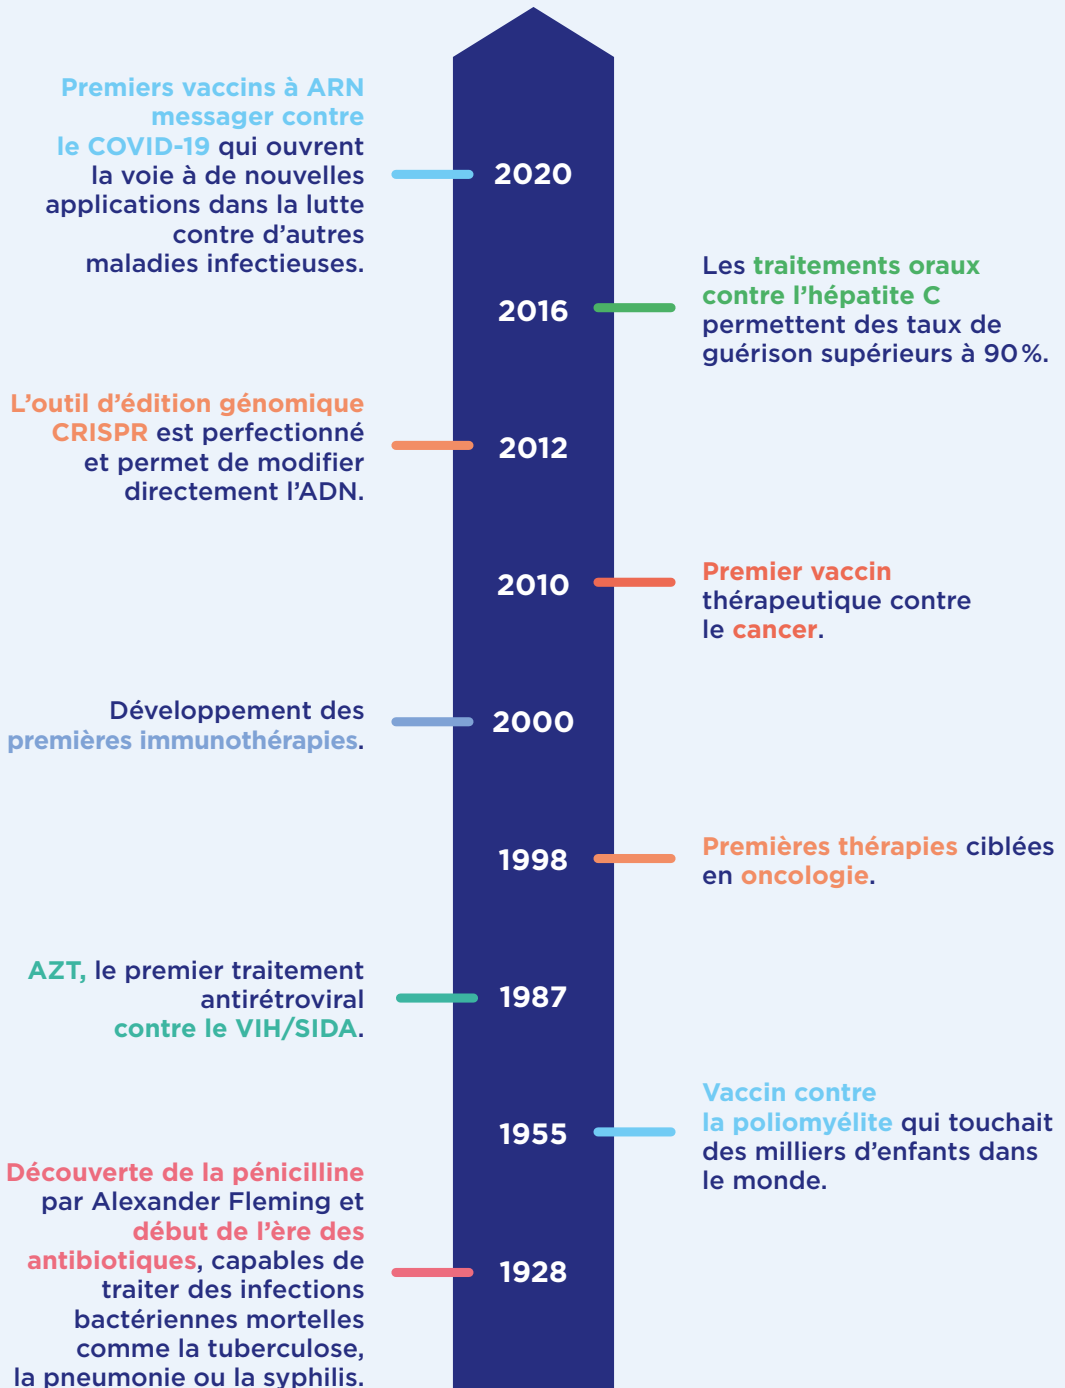 Premiers vaccins à ARN
messager contre
le COVID-19 qui ouvrent
la voie à de nouvelles
applications dans la lutte
contre d’autres
maladies infectieuses.
2020
2016
Les traitements oraux
contre l’hépatite C
permettent des taux de
guérison supérieurs à 90 %.
L’outil d’édition génomique
CRISPR est perfectionné
et permet de modifier
directement l’ADN.
2012
2010
Premier vaccin
thérapeutique contre
le cancer.
Développement des
premières immunothérapies.
2000
1998
Premières thérapies ciblées
en oncologie.
AZT, le premier traitement
antirétroviral
contre le VIH/SIDA.
1987
1955
Vaccin contre
la poliomyélite qui touchait
des milliers d’enfants dans
le monde.
Découverte de la pénicilline
par Alexander Fleming et
début de l’ère des
antibiotiques, capables de
traiter des infections
bactériennes mortelles
comme la tuberculose,
la pneumonie ou la syphilis.
1928